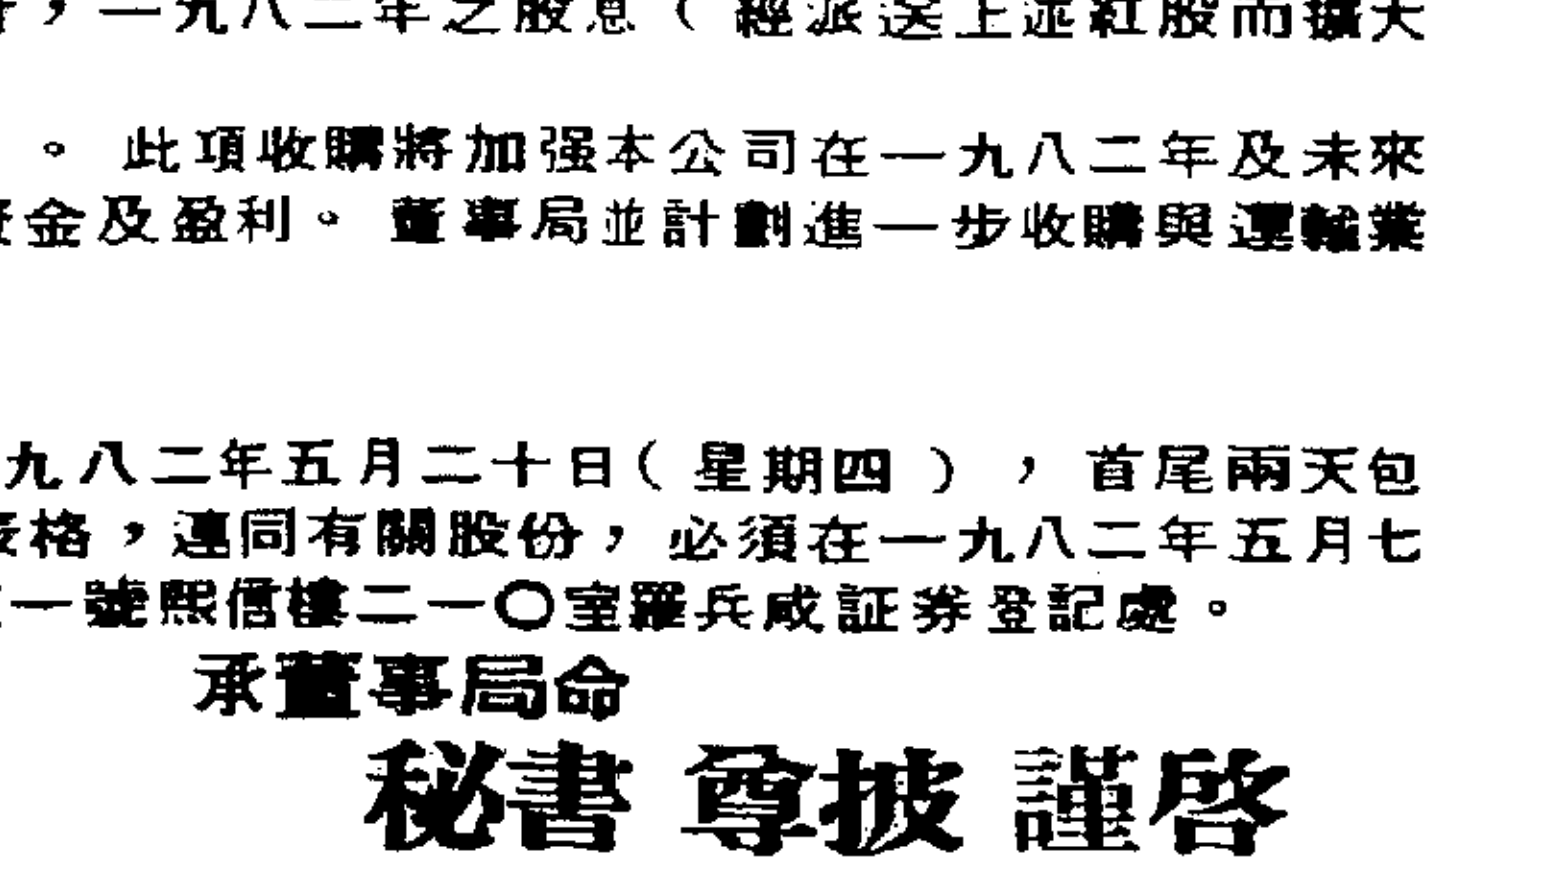 ，一九八二年之股息（經派送上述紅股而擴大
。此項收購將加强本公司在一九八二年及未來
資金及盈利。董事局並計劃進一步收購與運輸業
九八二年五月二十日（星期四），首尾兩天包
表格，連同有關股份，必須在一九八二年五月七
一號熙信樓二一〇室羅兵咸証券登記處。
承董事局命
秘書 尊披 謹啓